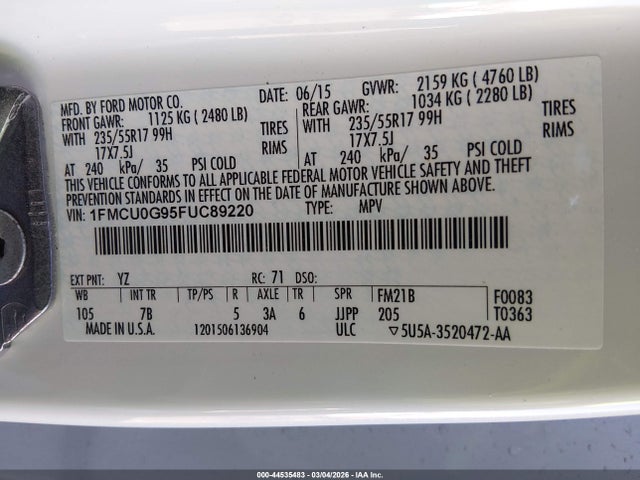 MFD. BY FORD MOTOR CO. DATE: 06/15 GVWR: 2159 KG ( 4760 LB)
FRONT GAWR: 1125 KG ( 2480 LB) REAR GAWR: 1034 KG ( 2280 LB)
WITH 235/55R17 99H TIRES WITH 235/55R17 99H TIRES
17X7.5J RIMS 17X7.5J RIMS
AT 240 kPa/ 35 PSI COLD AT 240 kPa/ 35 PSI COLD
THIS VEHICLE CONFORMS TO ALL APPLICABLE FEDERAL MOTOR VEHICLE SAFETY AND THEFT
PREVENTION STANDARDS IN EFFECT ON THE DATE OF MANUFACTURE SHOWN ABOVE.
VIN: 1FMCU0G95FUC89220 TYPE: MPV
EXT PNT: YZ RC: 71 DSO:
WB INT TR TP/PS R AXLE TR SPR FM21B F0083
105 7B 5 3A 6 JJPP 205 T0363
MADE IN U.S.A. 1201506136904 ULC ▽5U5A-3520472-AA
000-44535483 - 03/04/2026 - IAA Inc.